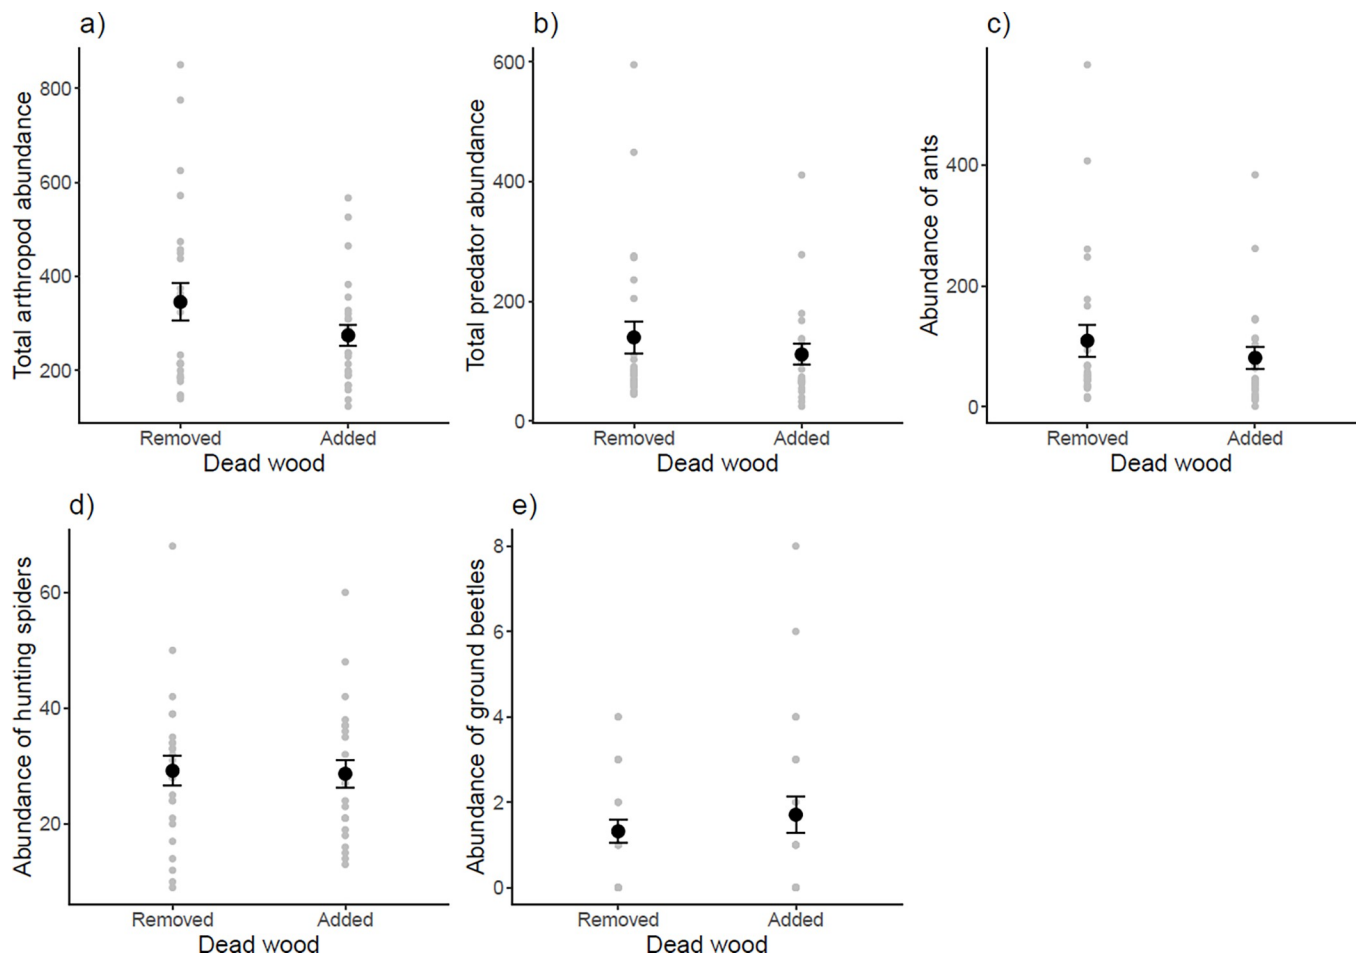 a)
Total arthropod abundance
800
600
400
200
Removed Added
Dead wood
b)
Total predator abundance
600
400
200
0
Removed Added
Dead wood
c)
Abundance of ants
400
200
0
Removed Added
Dead wood
d)
Abundance of hunting spiders
60
40
20
Removed Added
Dead wood
e)
Abundance of ground beetles
8
6
4
2
0
Removed Added
Dead wood